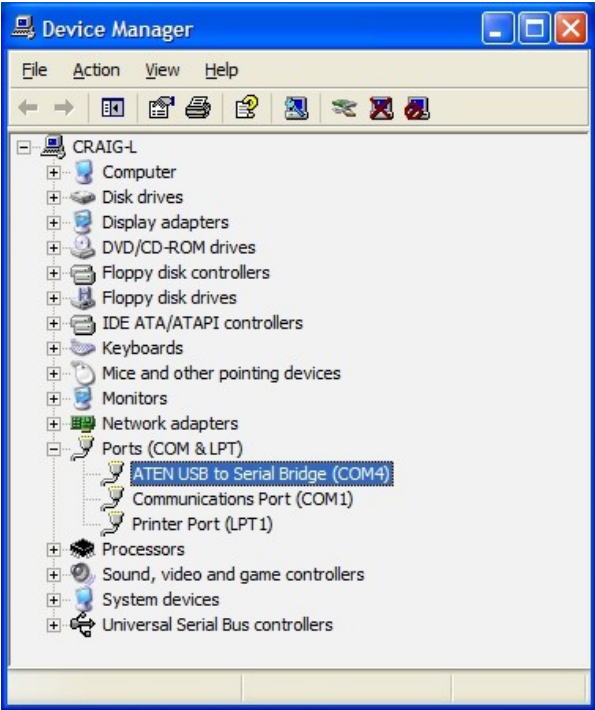 Device Manager
File Action View Help
CRAIG-L
Computer
Disk drives
Display adapters
DVD/CD-ROM drives
Floppy disk controllers
Floppy disk drives
IDE ATA/ATAPI controllers
Keyboards
Mice and other pointing devices
Monitors
Network adapters
Ports (COM & LPT)
ATEN USB to Serial Bridge (COM4)
Communications Port (COM1)
Printer Port (LPT1)
Processors
Sound, video and game controllers
System devices
Universal Serial Bus controllers